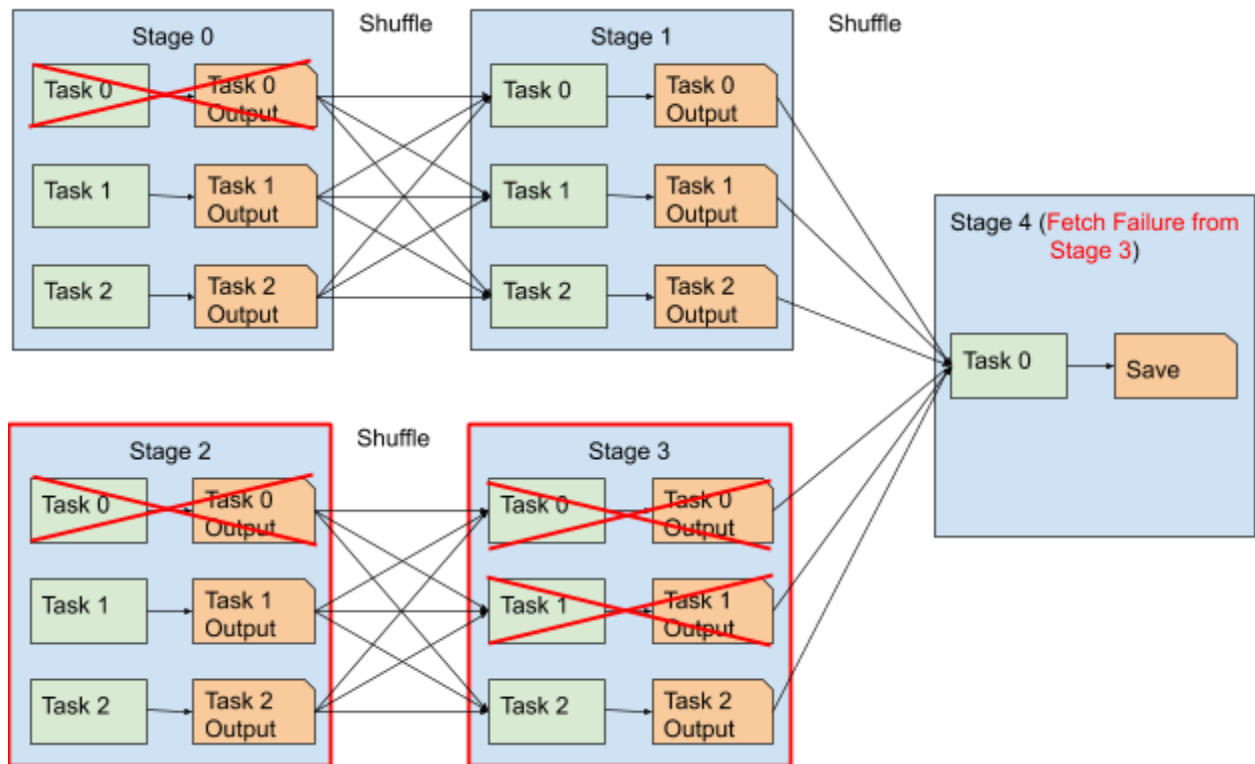 Stage 0
Shuffle
Stage 1
Shuffle
Task 0
Task 0
Output
Task 1
Task 1
Output
Task 2
Task 2
Output
Task 0
Task 0
Output
Task 1
Task 1
Output
Task 2
Task 2
Output
Stage 4 (Fetch Failure from
Stage 3)
Task 0
Save
Stage 2
Shuffle
Stage 3
Task 0
Task 0
Output
Task 1
Task 1
Output
Task 2
Task 2
Output
Task 0
Task 0
Output
Task 1
Task 1
Output
Task 2
Task 2
Output